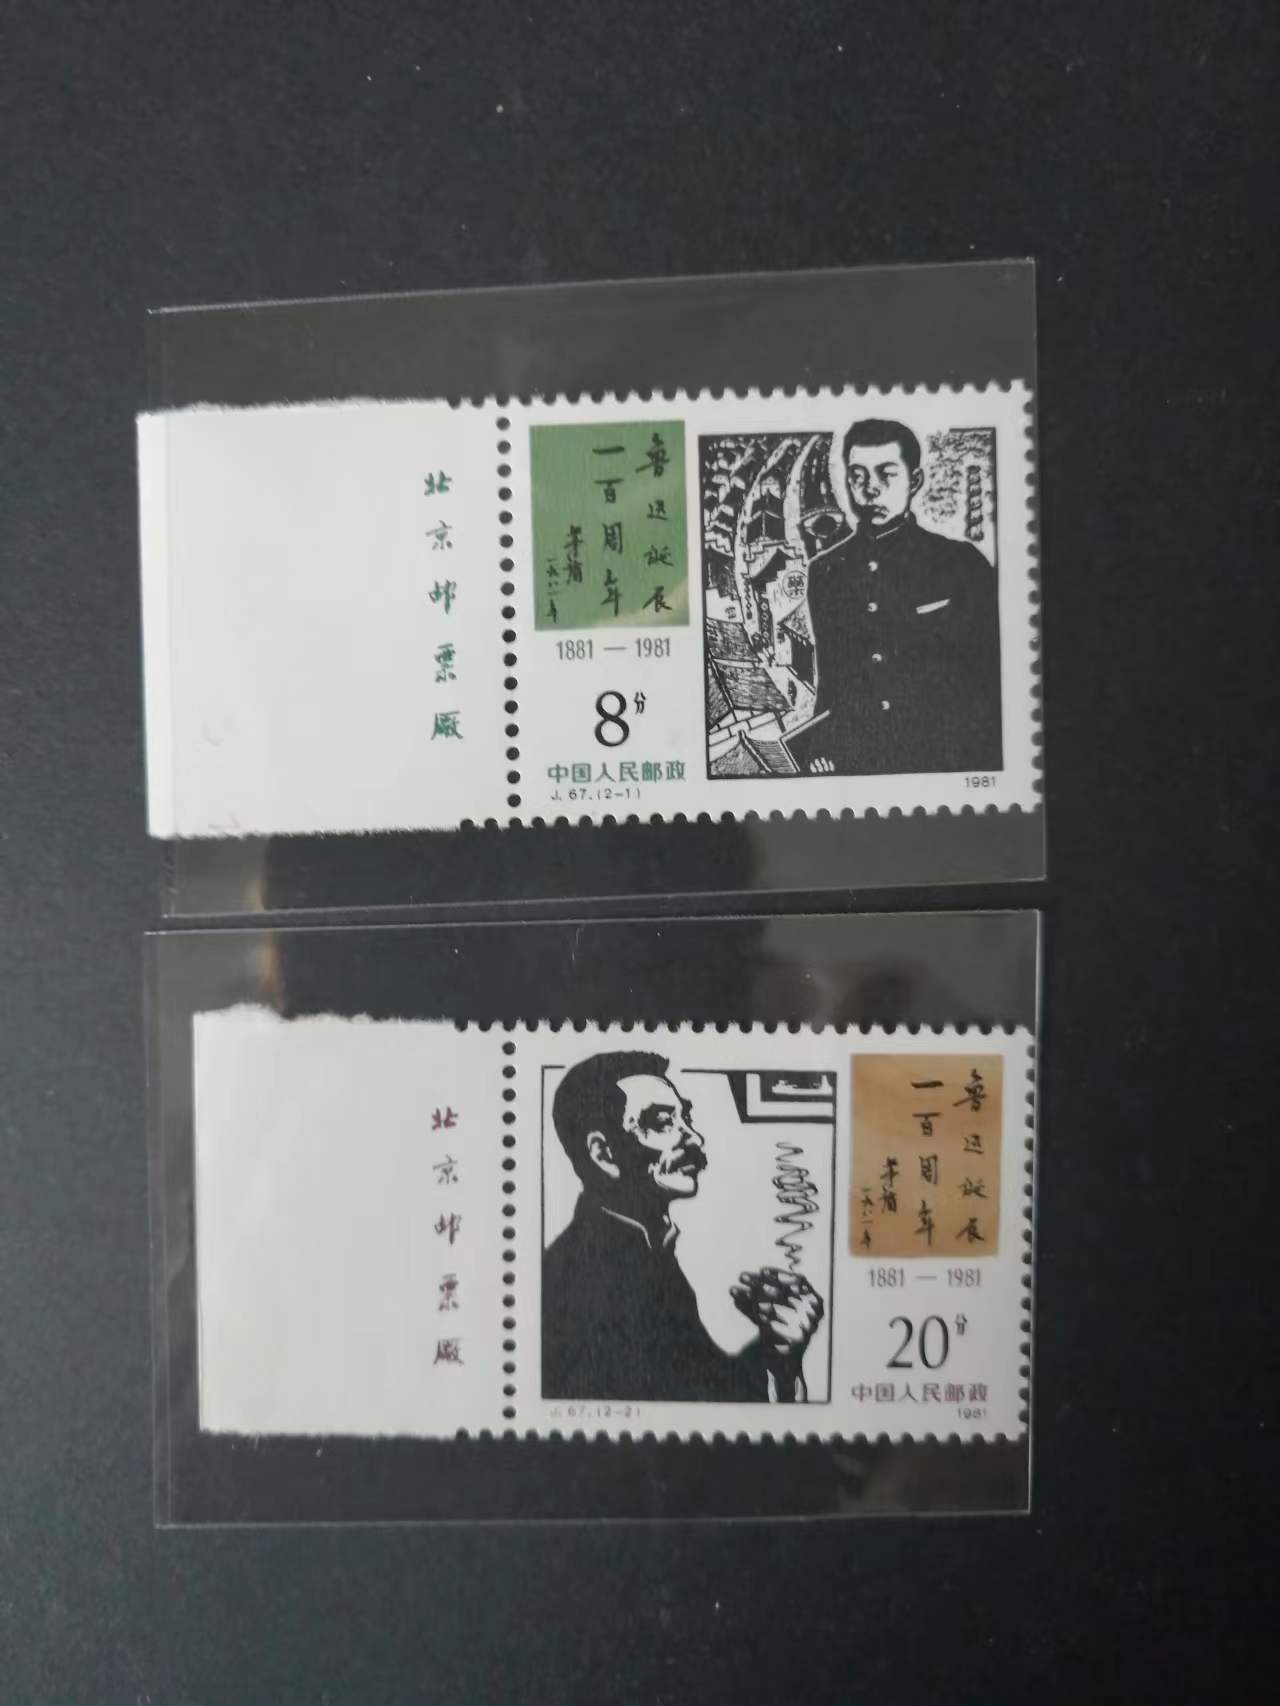 北京邮票厰
鲁迅诞辰
一百周年
茅盾
一九八一年
1881—1981
8分
中国人民邮政
J.67.(2-1)
藥
1981
北京邮票厰
鲁迅诞辰
一百周年
茅盾
一九八一年
1881—1981
20分
中国人民邮政
J.67.(2-2)
1981